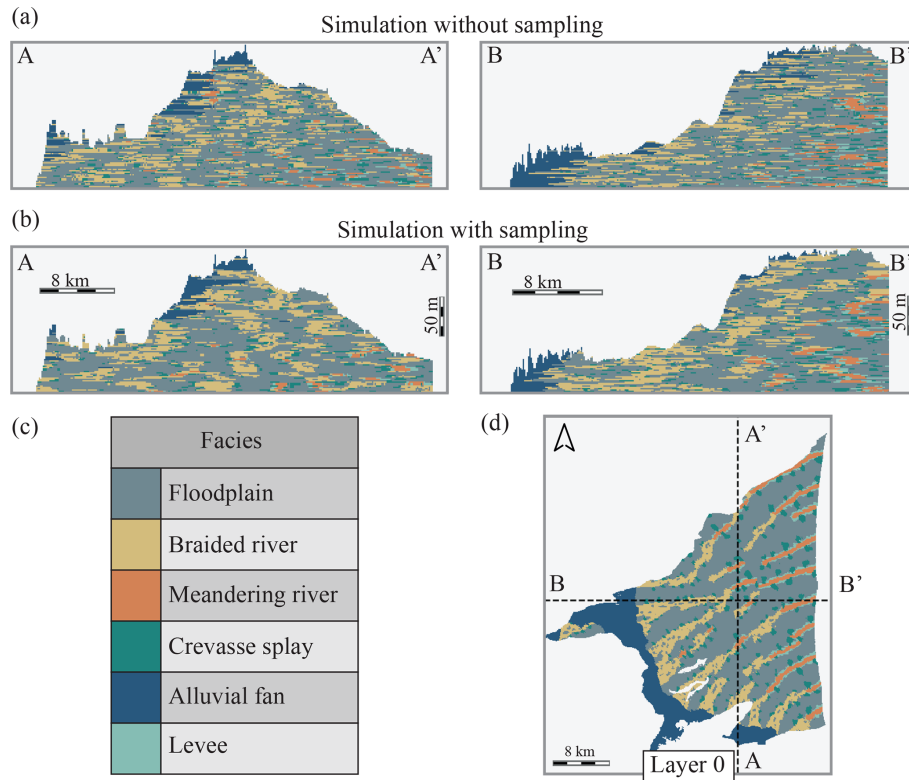 (a)
Simulation without sampling
A A’ B B’
(b)
Simulation with sampling
A A’ B B’
8 km 50 m 8 km 50 m
(c)
Facies
Floodplain
Braided river
Meandering river
Crevasse splay
Alluvial fan
Levee
(d)
A’
B B’
8 km
Layer 0
A